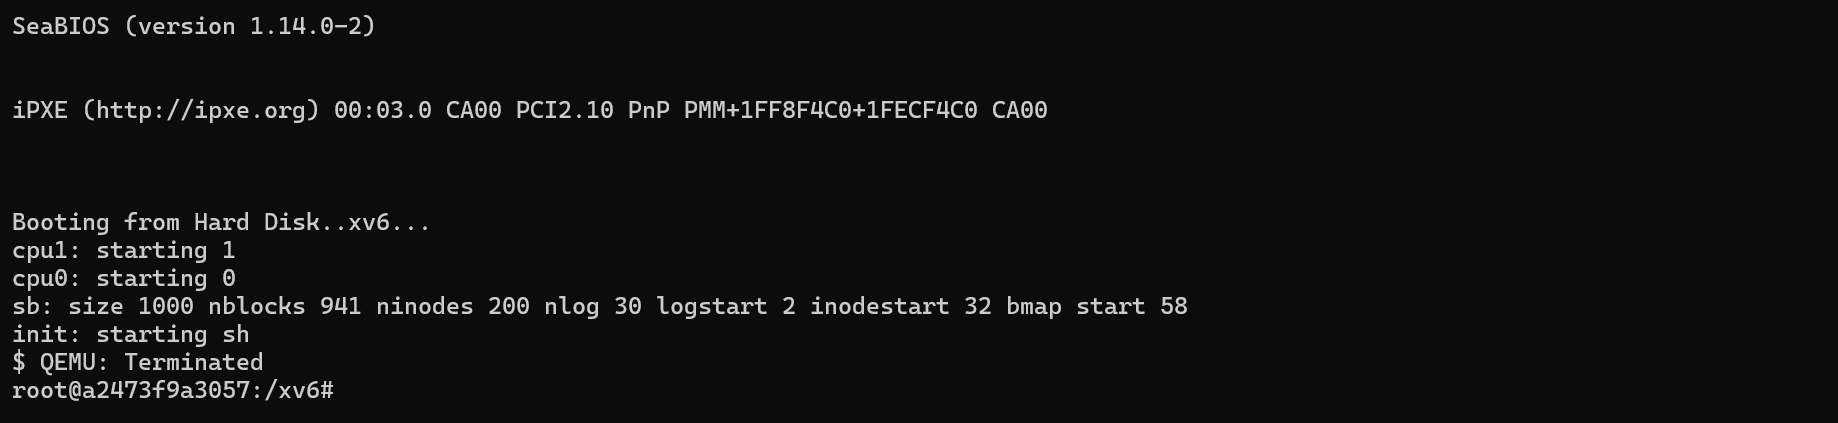 SeaBIOS (version 1.14.0-2)
iPXE (http://ipxe.org) 00:03.0 CA00 PCI2.10 PnP PMM+1FF8F4C0+1FECF4C0 CA00
Booting from Hard Disk..xv6...
cpu1: starting 1
cpu0: starting 0
sb: size 1000 nblocks 941 ninodes 200 nlog 30 logstart 2 inodestart 32 bmap start 58
init: starting sh
$ QEMU: Terminated
root@a2473f9a3057:/xv6#